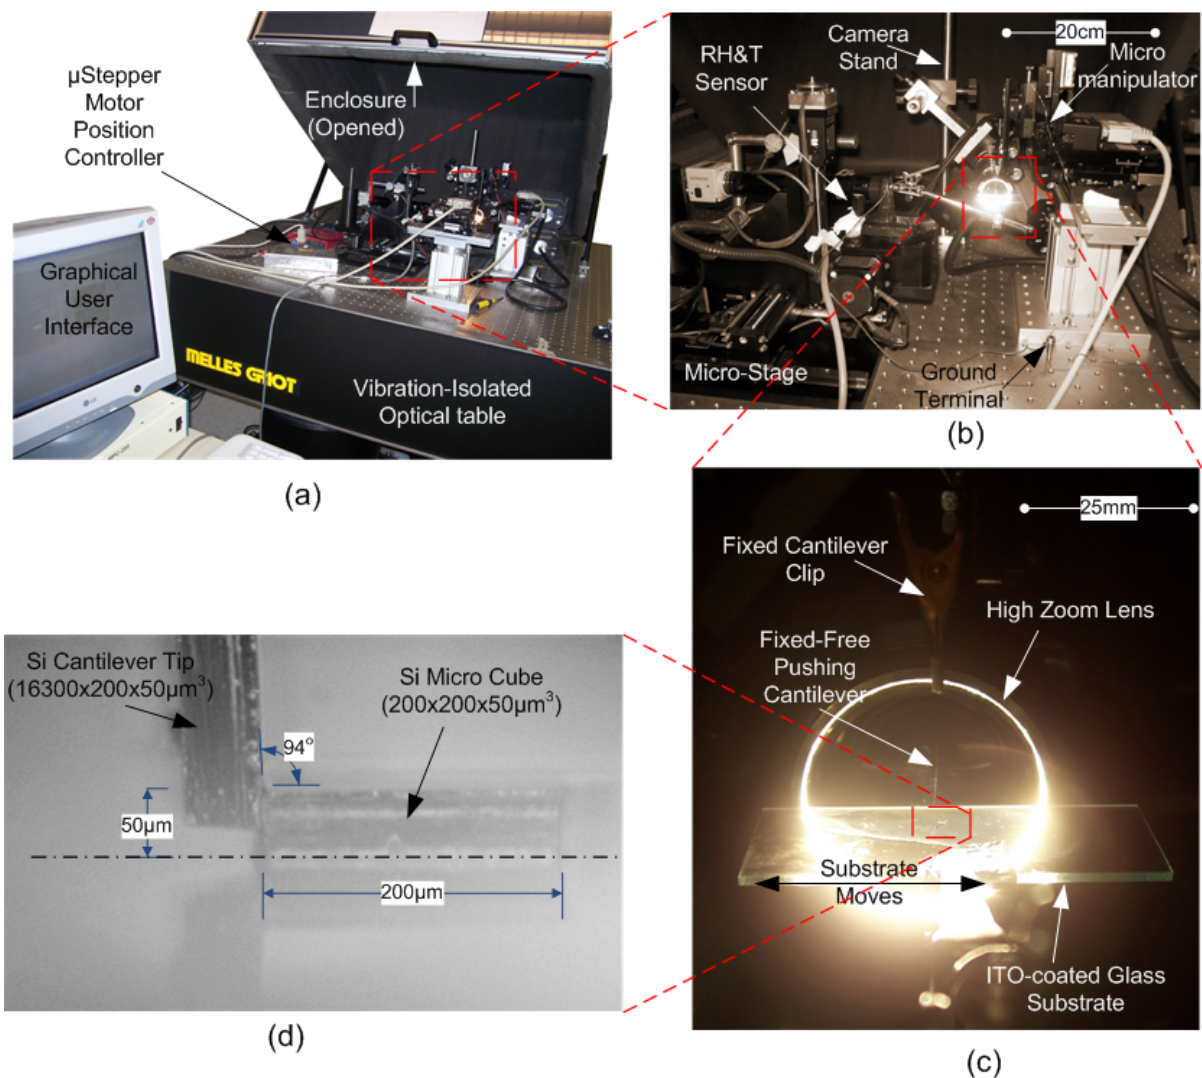 µStepper
Motor
Position
Controller
Enclosure
(Opened)
Graphical
User
Interface
MELLES GRIOT
Vibration-Isolated
Optical table
LG
(a)
Camera
Stand
RH&T
Sensor
20cm
Micro
manipulator
Micro-Stage
Ground
Terminal
(b)
25mm
Fixed Cantilever
Clip
High Zoom Lens
Fixed-Free
Pushing
Cantilever
Substrate
Moves
ITO-coated Glass
Substrate
(c)
Si Cantilever Tip
(16300x200x50µm³)
Si Micro Cube
(200x200x50µm³)
94°
50µm
200µm
(d)